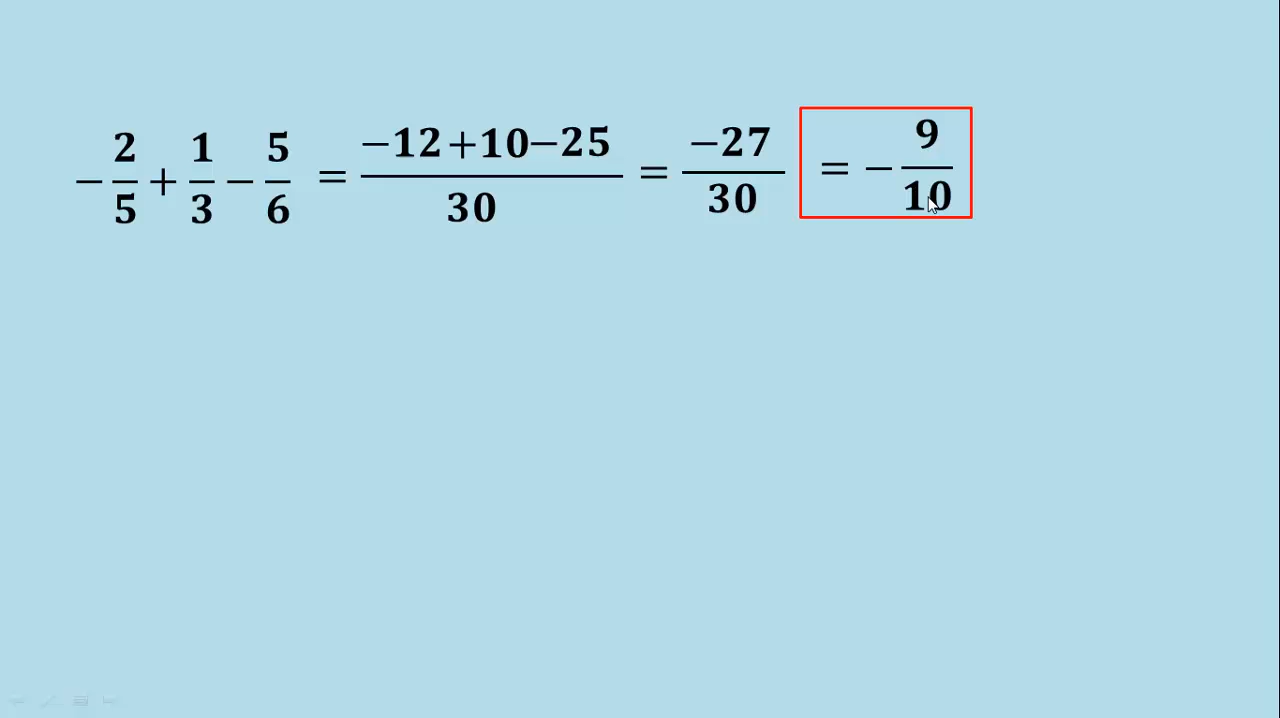 −2/5 + 1/3 − 5/6 = (−12+10−25)/30 = −27/30 = −9/10